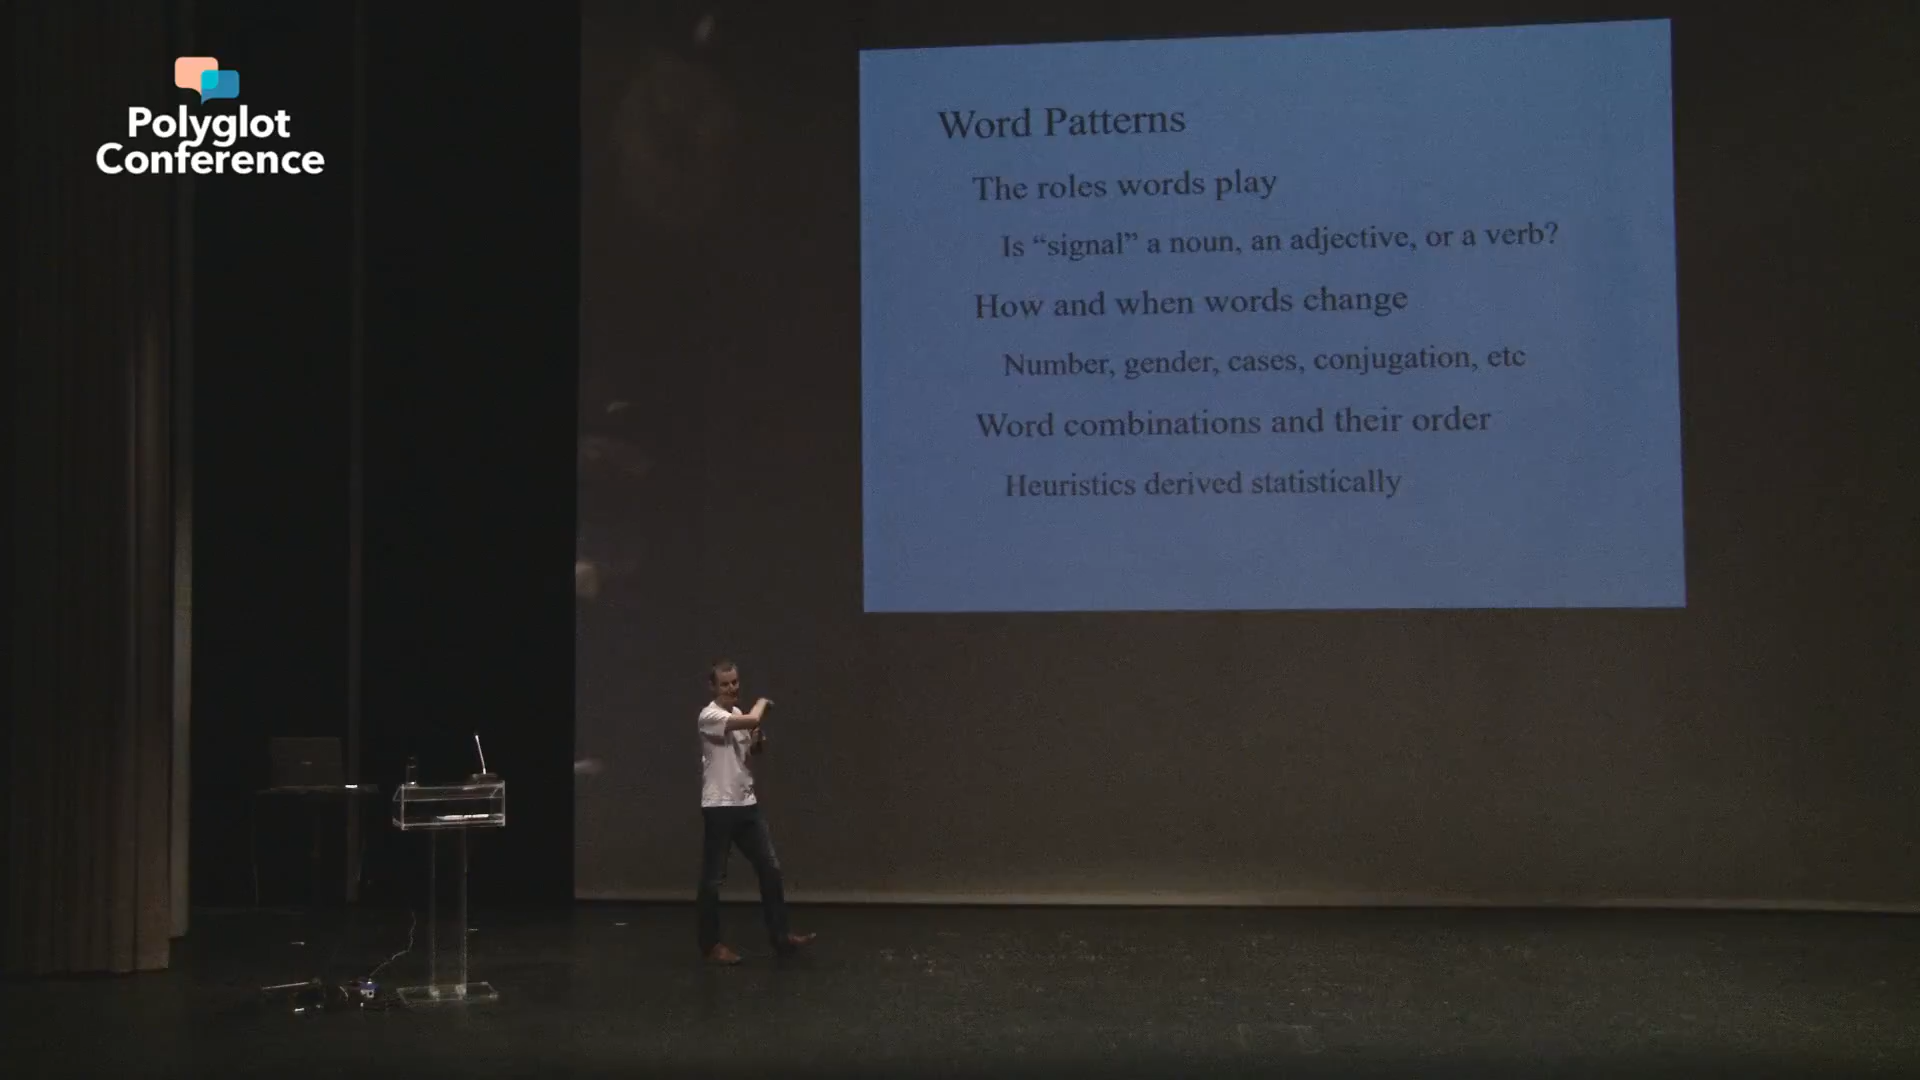 Polyglot
Conference
Word Patterns
The roles words play
Is “signal” a noun, an adjective, or a verb?
How and when words change
Number, gender, cases, conjugation, etc
Word combinations and their order
Heuristics derived statistically